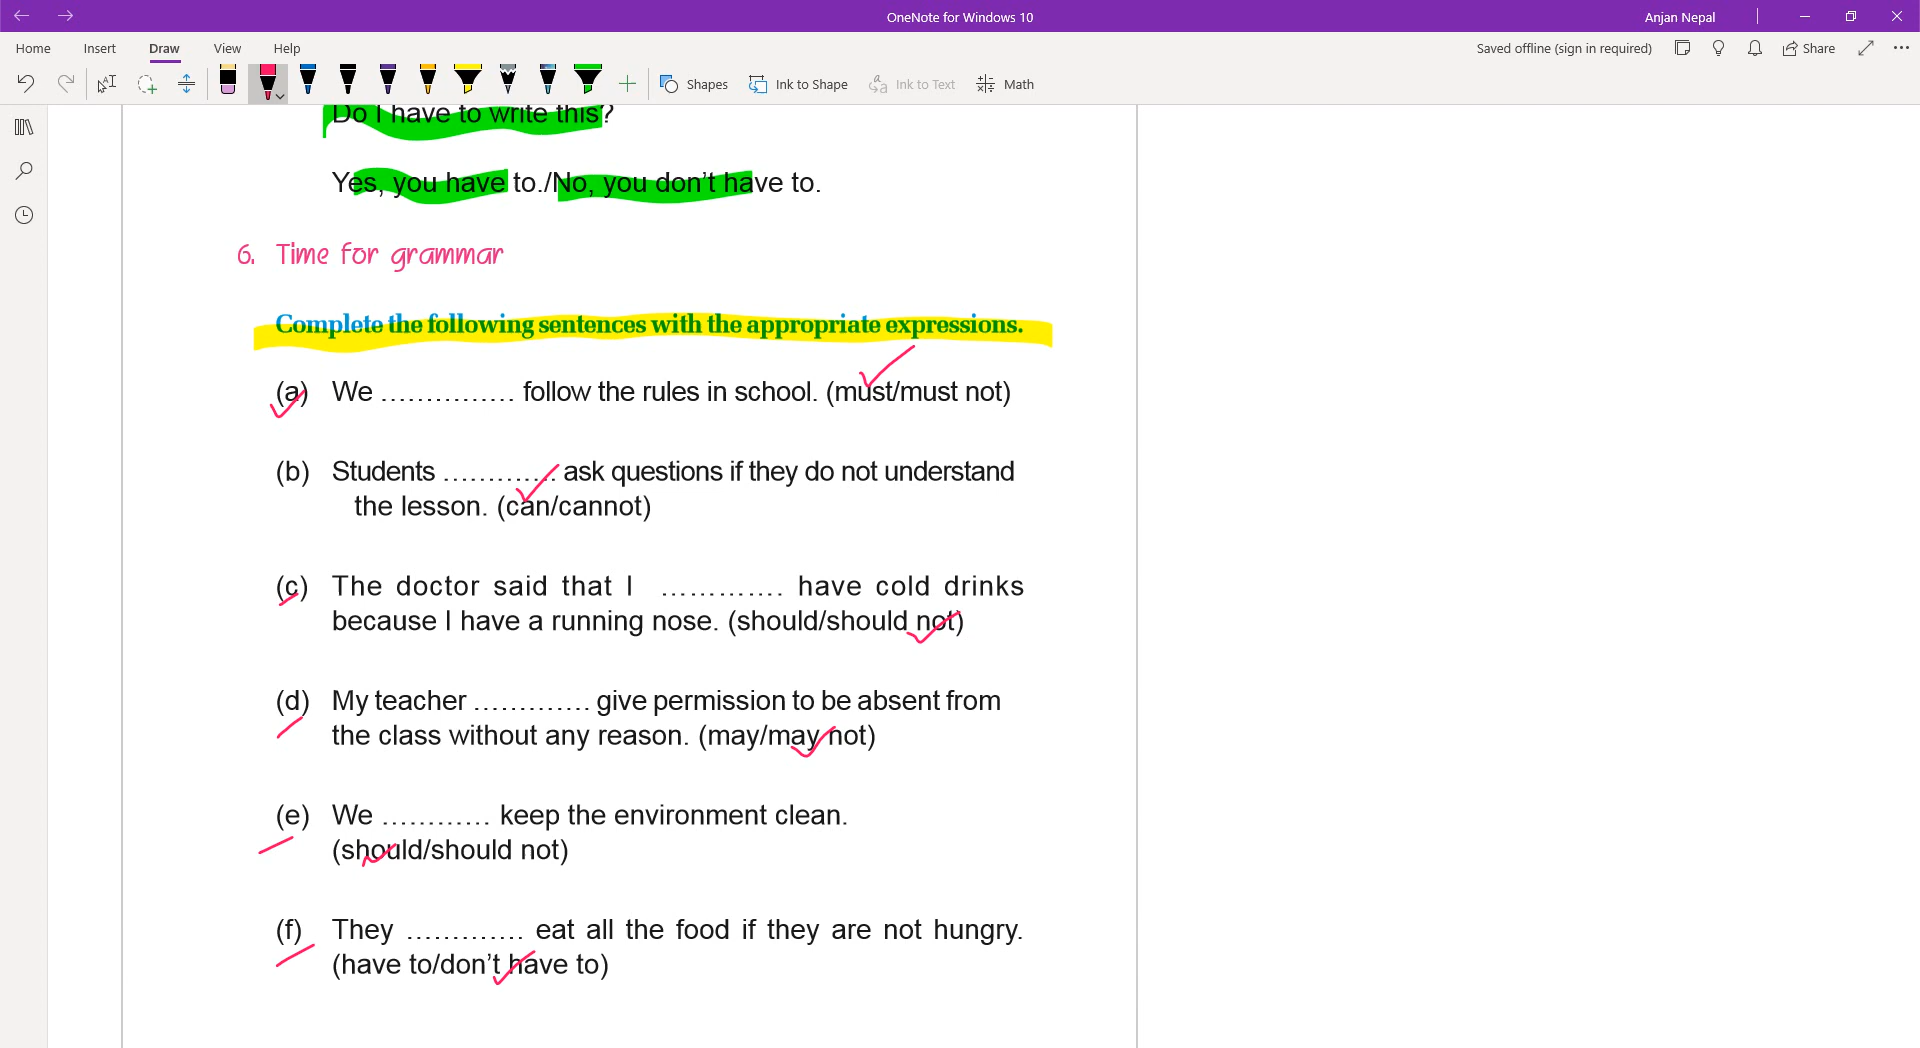 OneNote for Windows 10
Anjan Nepal
Home Insert Draw View Help
Saved offline (sign in required)
Share
Shapes
Ink to Shape
Ink to Text
Math
Do I have to write this?
Yes, you have to./No, you don't have to.
6. Time for grammar
Complete the following sentences with the appropriate expressions.
(a) We ............... follow the rules in school. (must/must not)
(b) Students ............. ask questions if they do not understand
the lesson. (can/cannot)
(c) The doctor said that I ............. have cold drinks
because I have a running nose. (should/should not)
(d) My teacher ............. give permission to be absent from
the class without any reason. (may/may not)
(e) We ............ keep the environment clean.
(should/should not)
(f) They ............. eat all the food if they are not hungry.
(have to/don't have to)